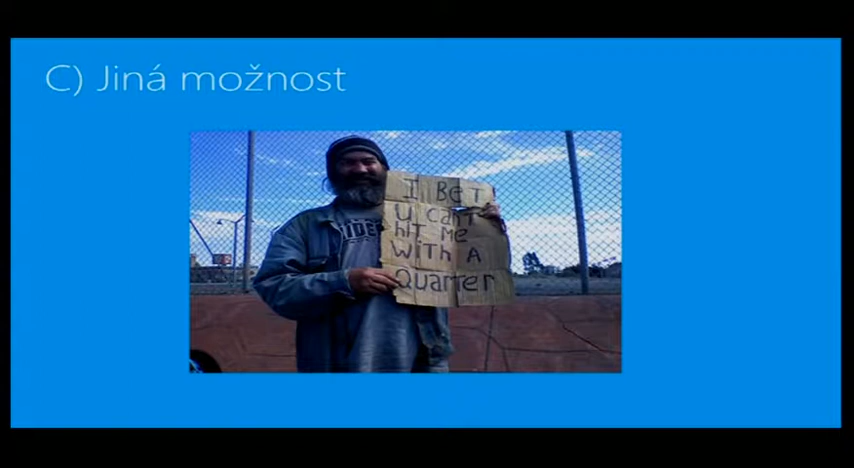 C) Jiná možnost
I BeT
u can't
hiT Me
WiTh A
Quarter